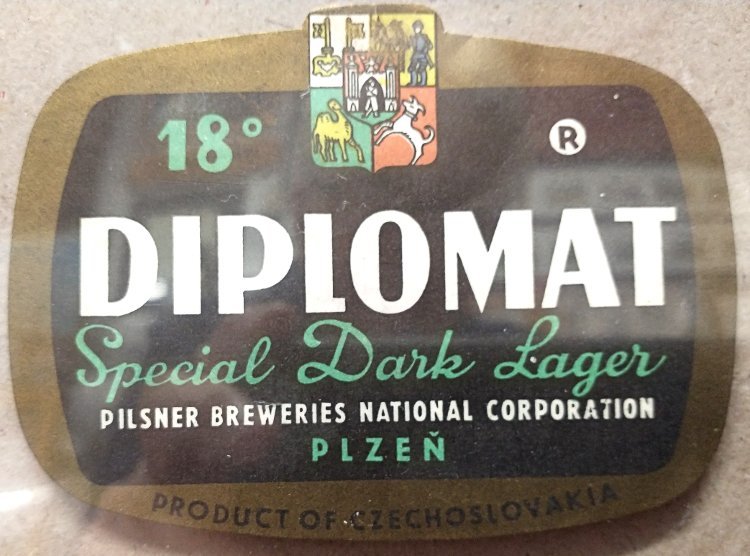 18° ®
DIPLOMAT
Special Dark Lager
PILSNER BREWERIES NATIONAL CORPORATION
PLZEŇ
PRODUCT OF CZECHOSLOVAKIA